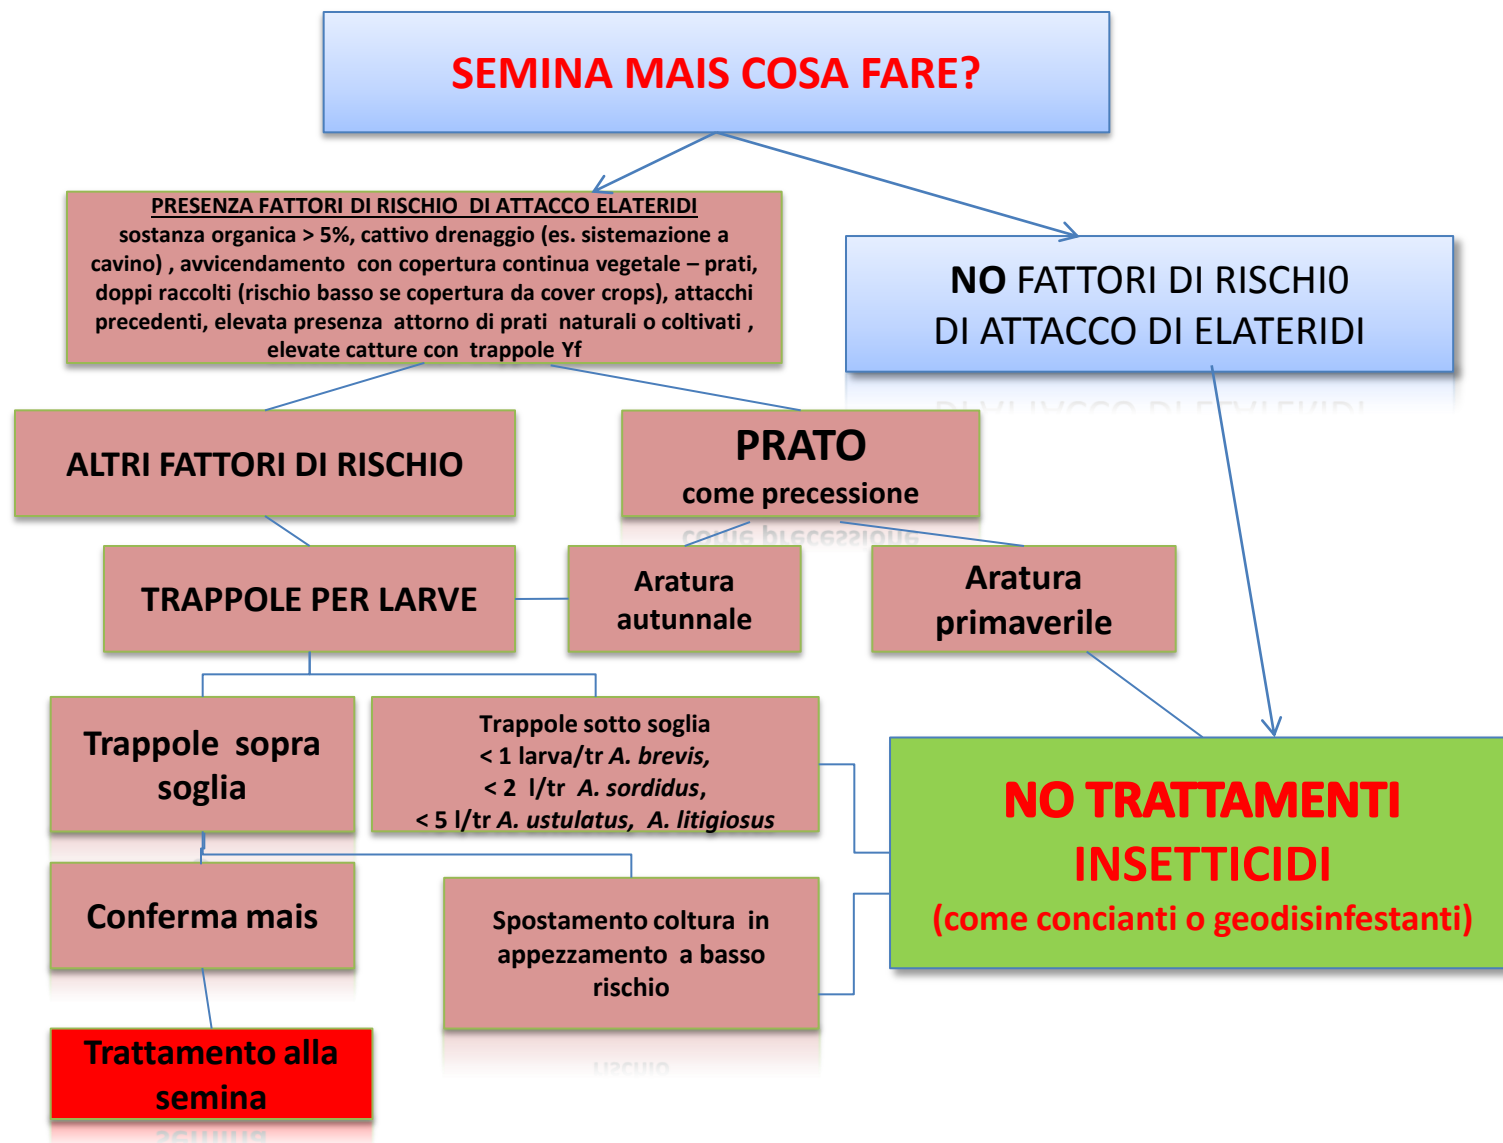 SEMINA MAIS COSA FARE?
PRESENZA FATTORI DI RISCHIO DI ATTACCO ELATERIDI
sostanza organica > 5%, cattivo drenaggio (es. sistemazione a
cavino) , avvicendamento con copertura continua vegetale – prati,
doppi raccolti (rischio basso se copertura da cover crops), attacchi
precedenti, elevata presenza attorno di prati naturali o coltivati ,
elevate catture con trappole Yf
NO FATTORI DI RISCHI0
DI ATTACCO DI ELATERIDI
ALTRI FATTORI DI RISCHIO
PRATO
come precessione
TRAPPOLE PER LARVE
Aratura
autunnale
Aratura
primaverile
Trappole sopra
soglia
Trappole sotto soglia
< 1 larva/tr A. brevis,
< 2 l/tr A. sordidus,
< 5 l/tr A. ustulatus, A. litigiosus
NO TRATTAMENTI
INSETTICIDI
(come concianti o geodisinfestanti)
Conferma mais
Spostamento coltura in
appezzamento a basso
rischio
Trattamento alla
semina